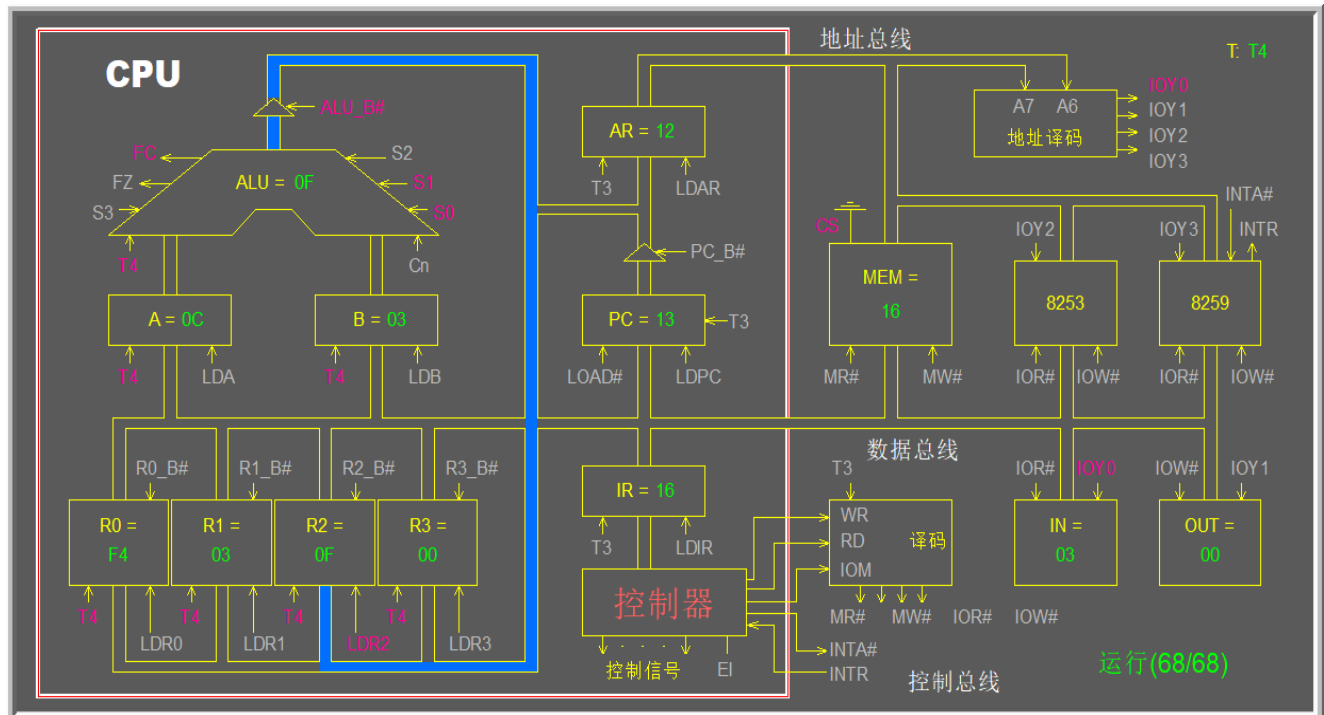 地址总线
T: T4
CPU
ALU_B#
AR = 12
A7 A6
地址译码
IOY0
IOY1
IOY2
IOY3
FC
FZ
S3
ALU = 0F
S2
S1
S0
T4
Cn
T3
LDAR
PC_B#
CS
MEM =
16
IOY2
8253
IOY3
INTA#
INTR
8259
A = 0C
B = 03
PC = 13
T3
T4
LDA
T4
LDB
LOAD#
LDPC
MR#
MW#
IOR#
IOW#
IOR#
IOW#
数据总线
R0_B#
R1_B#
R2_B#
R3_B#
IR = 16
T3
IOR#
IOY0
IOW#
IOY1
R0 =
F4
R1 =
03
R2 =
0F
R3 =
00
T3
LDIR
WR
RD
IOM
译码
IN =
03
OUT =
00
T4
LDR0
T4
LDR1
T4
LDR2
T4
LDR3
控制器
· · ·
控制信号
EI
MR#
MW#
IOR#
IOW#
INTA#
INTR
控制总线
运行(68/68)